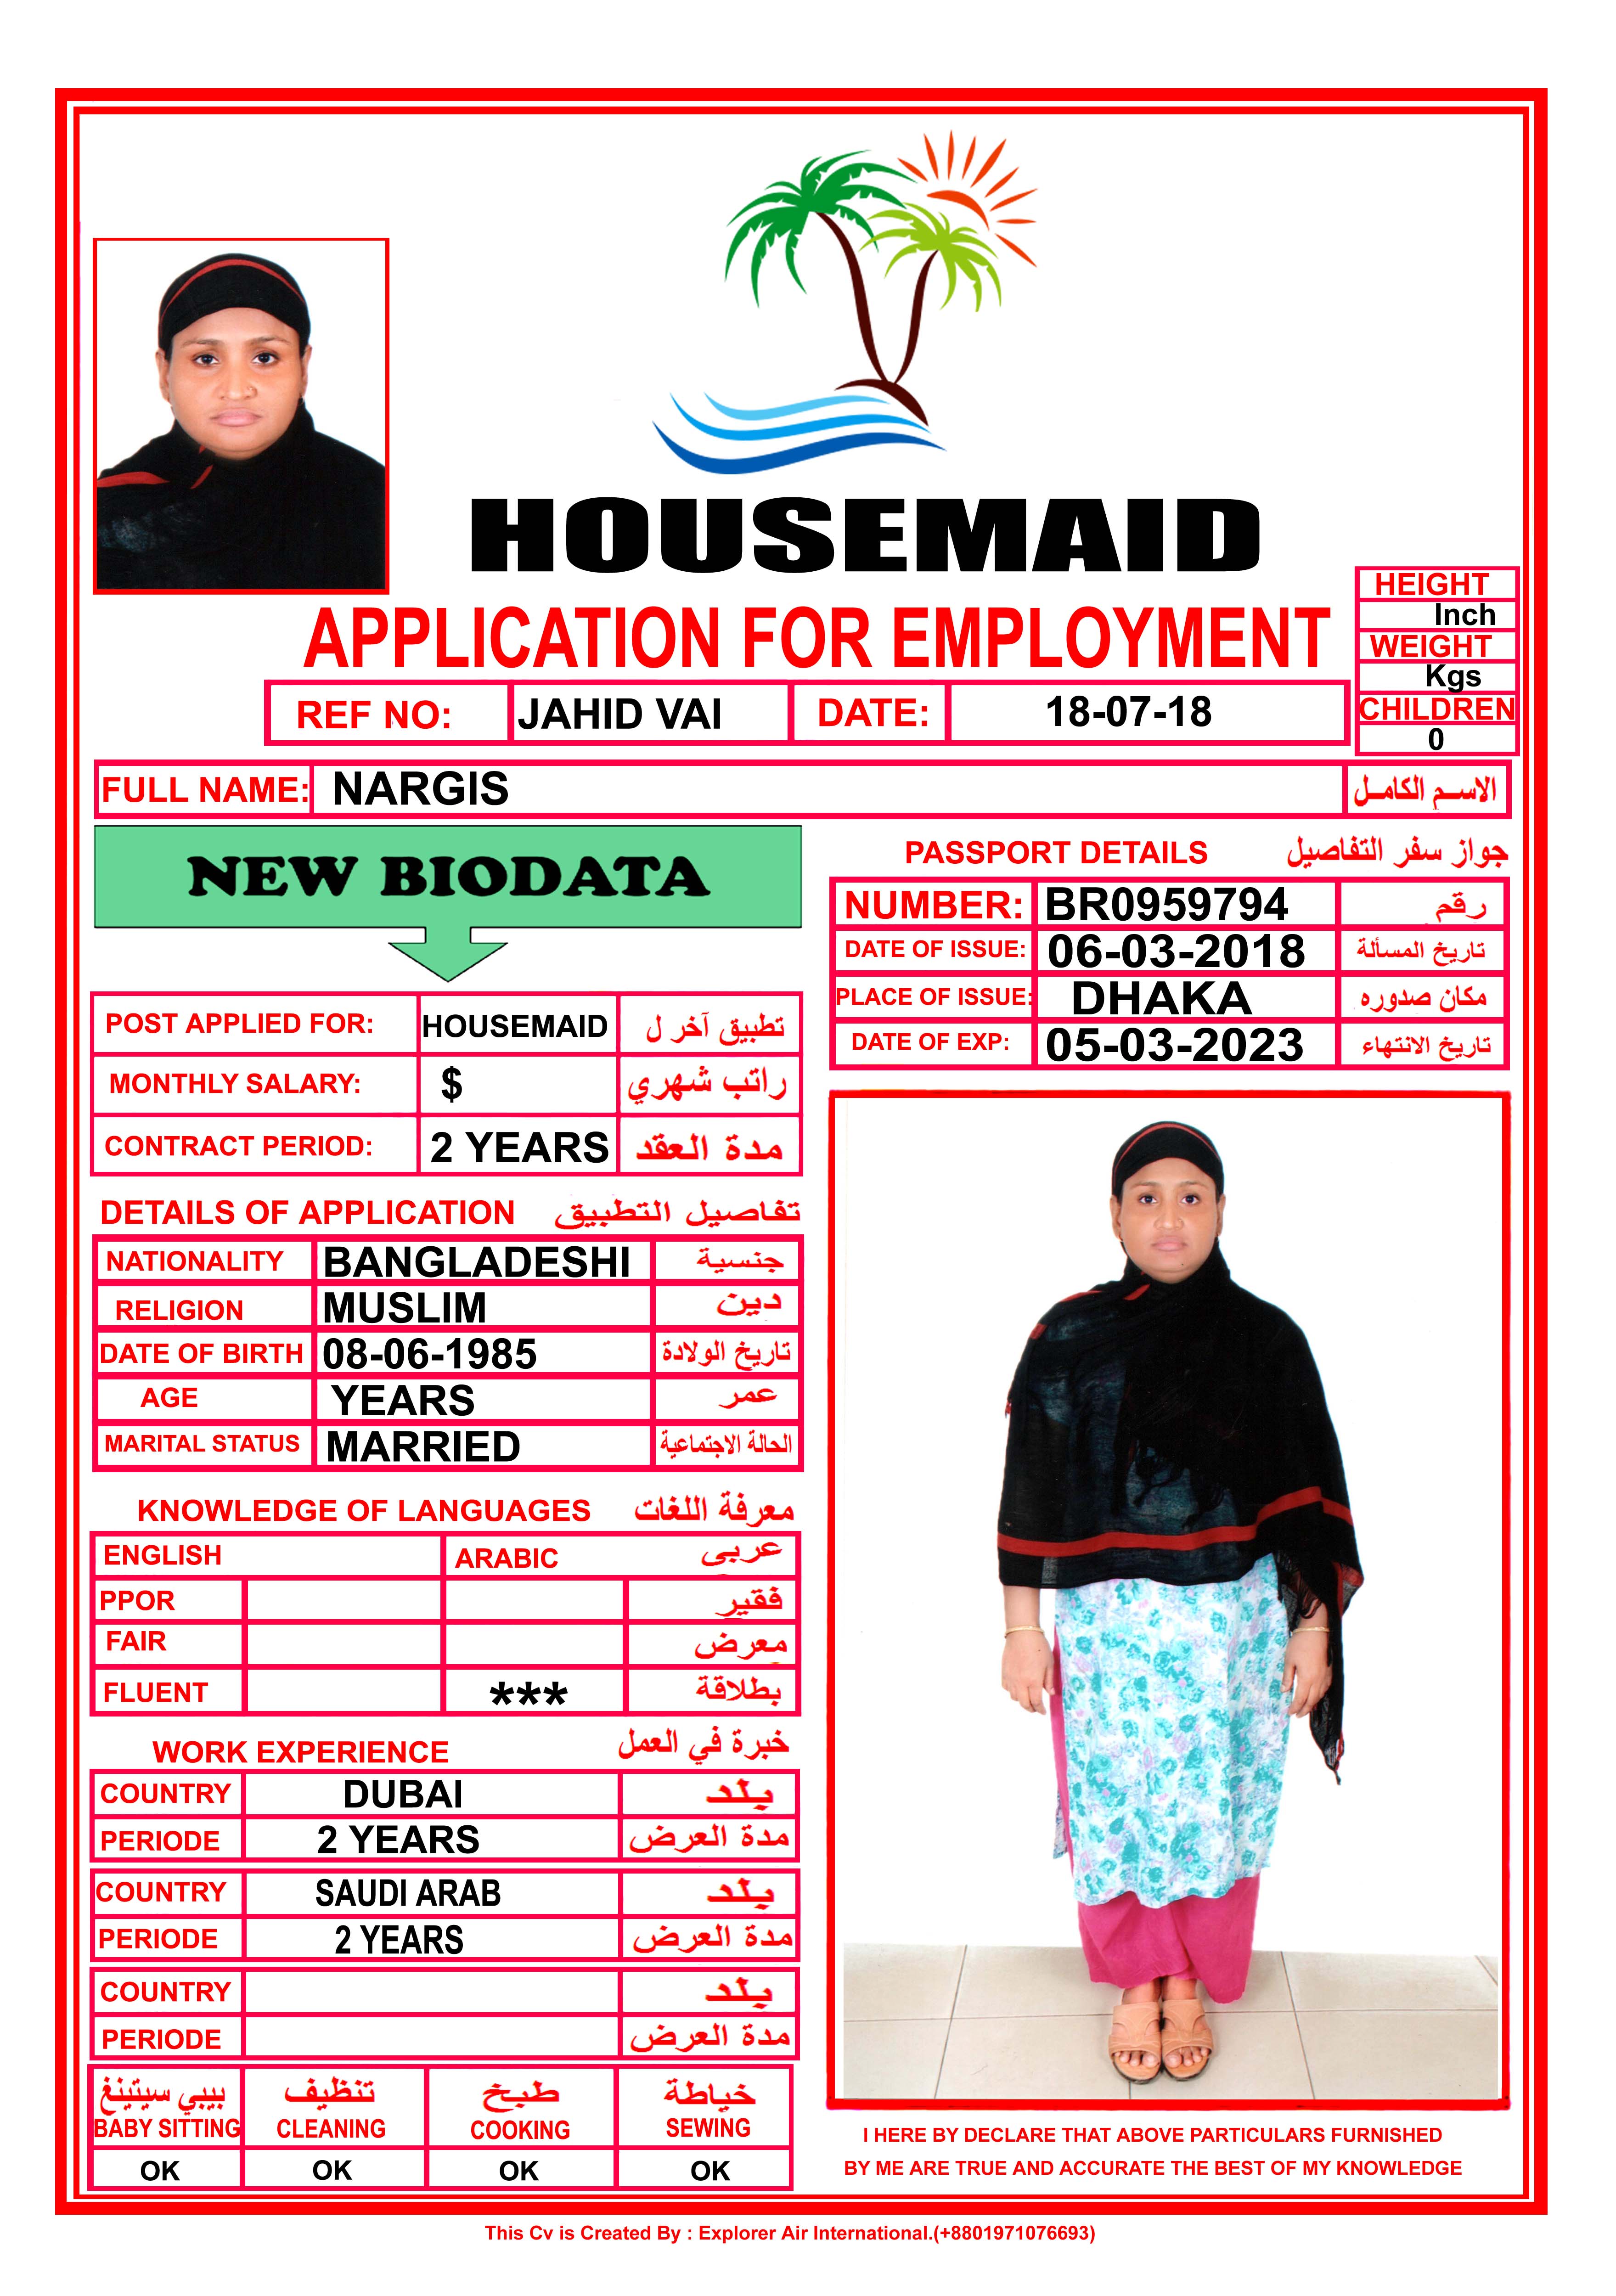 HOUSEMAID
APPLICATION FOR EMPLOYMENT
HEIGHT
Inch
WEIGHT
Kgs
CHILDREN
0
REF NO: JAHID VAI DATE: 18-07-18
FULL NAME: NARGIS الاسم الكامل
NEW BIODATA
POST APPLIED FOR: HOUSEMAID تطبيق آخر ل
MONTHLY SALARY: $ راتب شهري
CONTRACT PERIOD: 2 YEARS مدة العقد
PASSPORT DETAILS جواز سفر التفاصيل
NUMBER: BR0959794 رقم
DATE OF ISSUE: 06-03-2018 تاريخ المسألة
PLACE OF ISSUE: DHAKA مكان صدوره
DATE OF EXP: 05-03-2023 تاريخ الانتهاء
DETAILS OF APPLICATION تفاصيل التطبيق
NATIONALITY BANGLADESHI جنسية
RELIGION MUSLIM دين
DATE OF BIRTH 08-06-1985 تاريخ الولادة
AGE YEARS عمر
MARITAL STATUS MARRIED الحالة الاجتماعية
KNOWLEDGE OF LANGUAGES معرفة اللغات
ENGLISH ARABIC عربى
PPOR فقير
FAIR معرض
FLUENT *** بطلاقة
WORK EXPERIENCE خبرة في العمل
COUNTRY DUBAI بلد
PERIODE 2 YEARS مدة العرض
COUNTRY SAUDI ARAB بلد
PERIODE 2 YEARS مدة العرض
COUNTRY بلد
PERIODE مدة العرض
بيبي سيتينغ تنظيف طبخ خياطة
BABY SITTING CLEANING COOKING SEWING
OK OK OK OK
I HERE BY DECLARE THAT ABOVE PARTICULARS FURNISHED
BY ME ARE TRUE AND ACCURATE THE BEST OF MY KNOWLEDGE
This Cv is Created By : Explorer Air International.(+8801971076693)